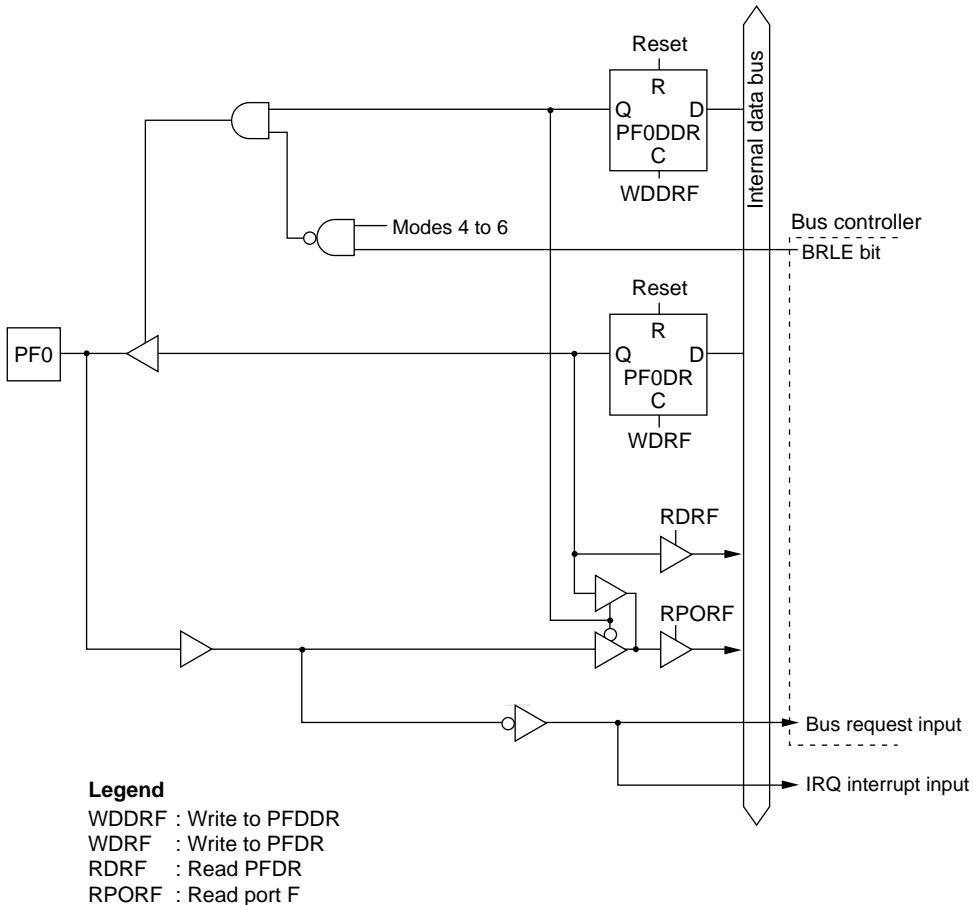 Reset
R
Q D
PF0DDR
C
WDDRF
Internal data bus
Modes 4 to 6
Bus controller
BRLE bit
Reset
R
PF0
Q D
PF0DR
C
WDRF
RDRF
RPORF
Bus request input
IRQ interrupt input
Legend
WDDRF : Write to PFDDR
WDRF : Write to PFDR
RDRF : Read PFDR
RPORF : Read port F